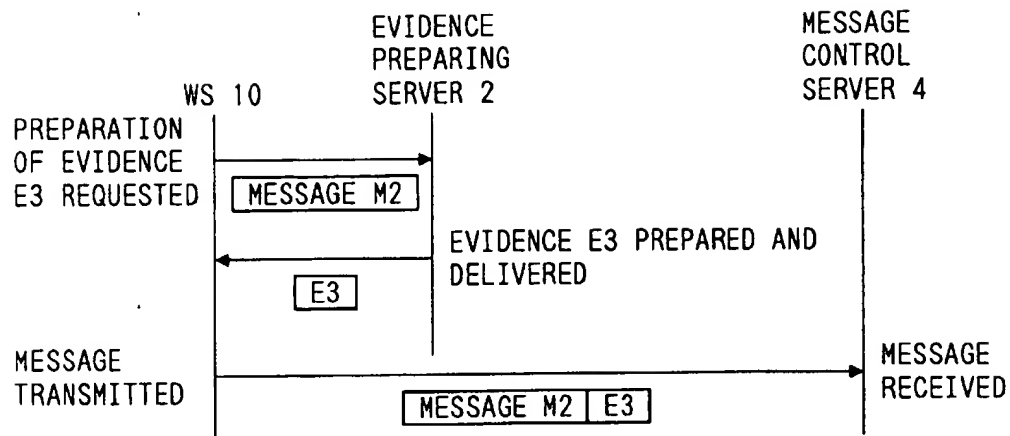 EVIDENCE
PREPARING
SERVER 2
MESSAGE
CONTROL
SERVER 4
WS 10
PREPARATION
OF EVIDENCE
E3 REQUESTED
MESSAGE M2
EVIDENCE E3 PREPARED AND
DELIVERED
E3
MESSAGE
TRANSMITTED
MESSAGE
RECEIVED
MESSAGE M2 E3